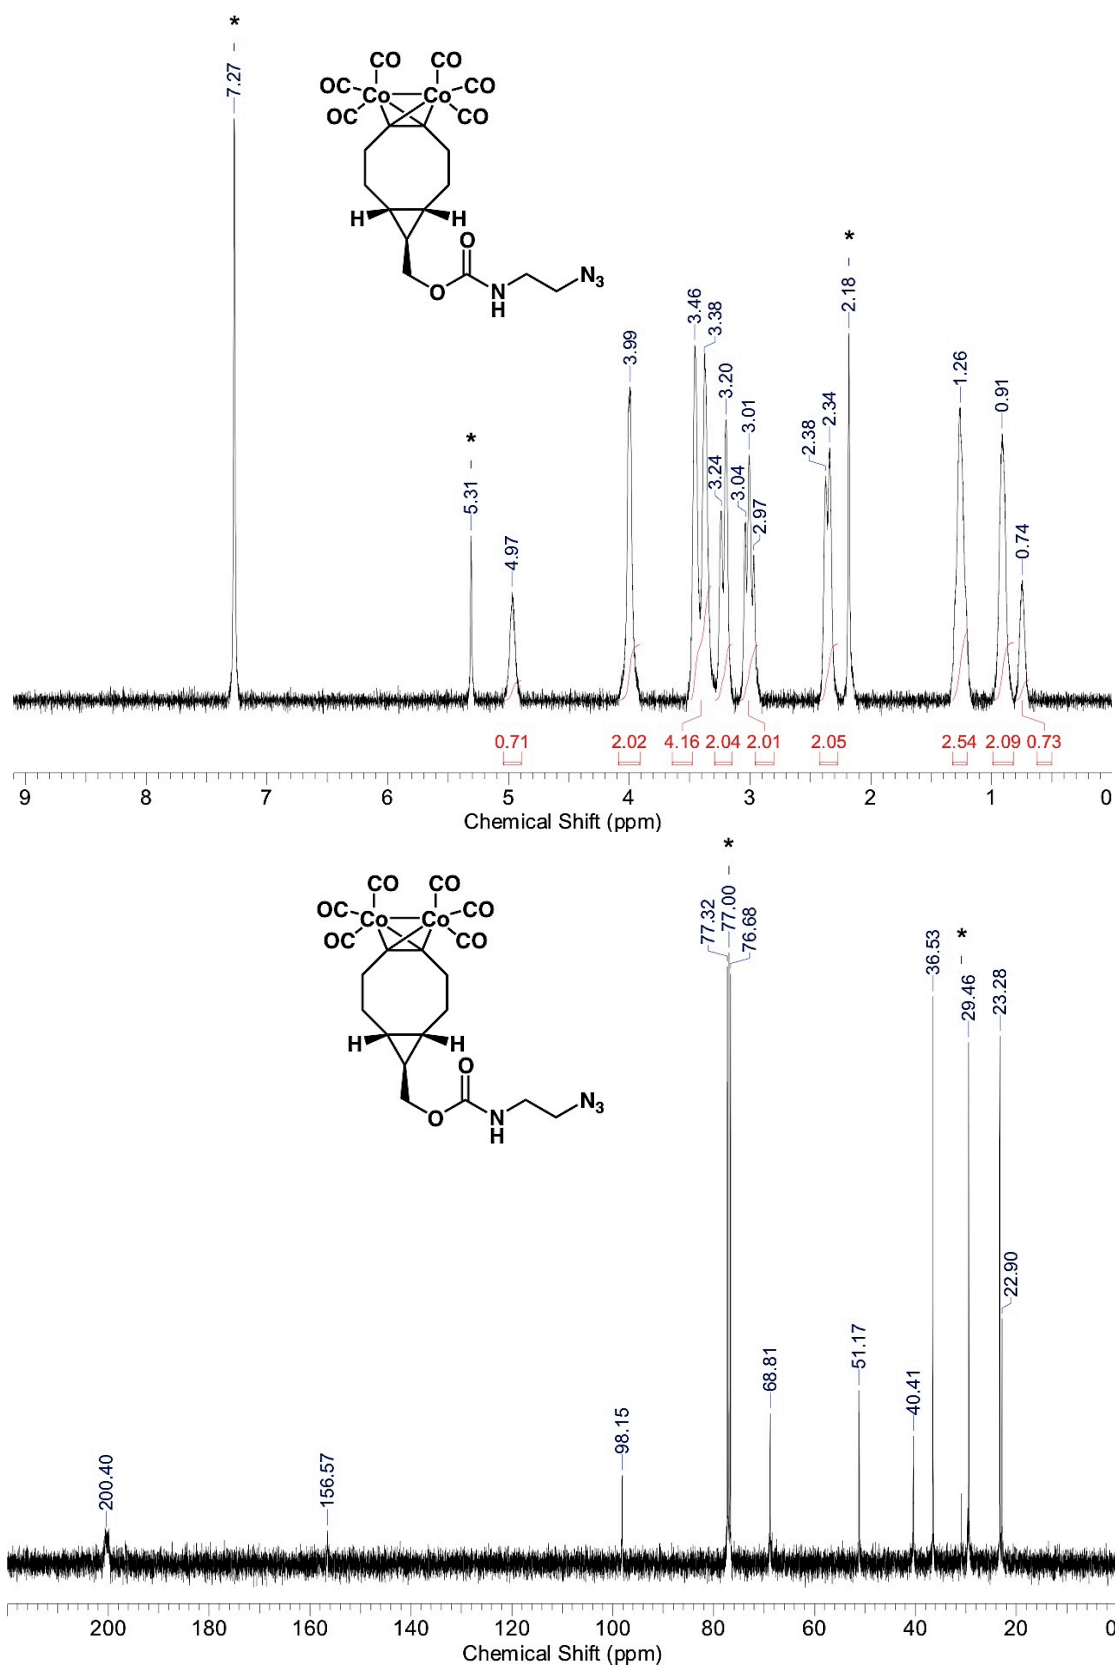 *
7.27
CO CO
OC Co Co CO
OC CO
H H
O
O N
H
N3
*
5.31
4.97
3.99
3.46
3.38
3.24
3.20
3.04
3.01
2.97
2.38
2.34
*
2.18
1.26
0.91
0.74
0.71 2.02 4.16 2.04 2.01 2.05 2.54 2.09 0.73
9 8 7 6 5 4 3 2 1 0
Chemical Shift (ppm)
CO CO
OC Co Co CO
OC CO
H H
O
O N
H
N3
200.40
156.57
98.15
*
77.32
77.00
76.68
68.81
51.17
40.41
36.53
*
29.46
23.28
22.90
200 180 160 140 120 100 80 60 40 20 0
Chemical Shift (ppm)